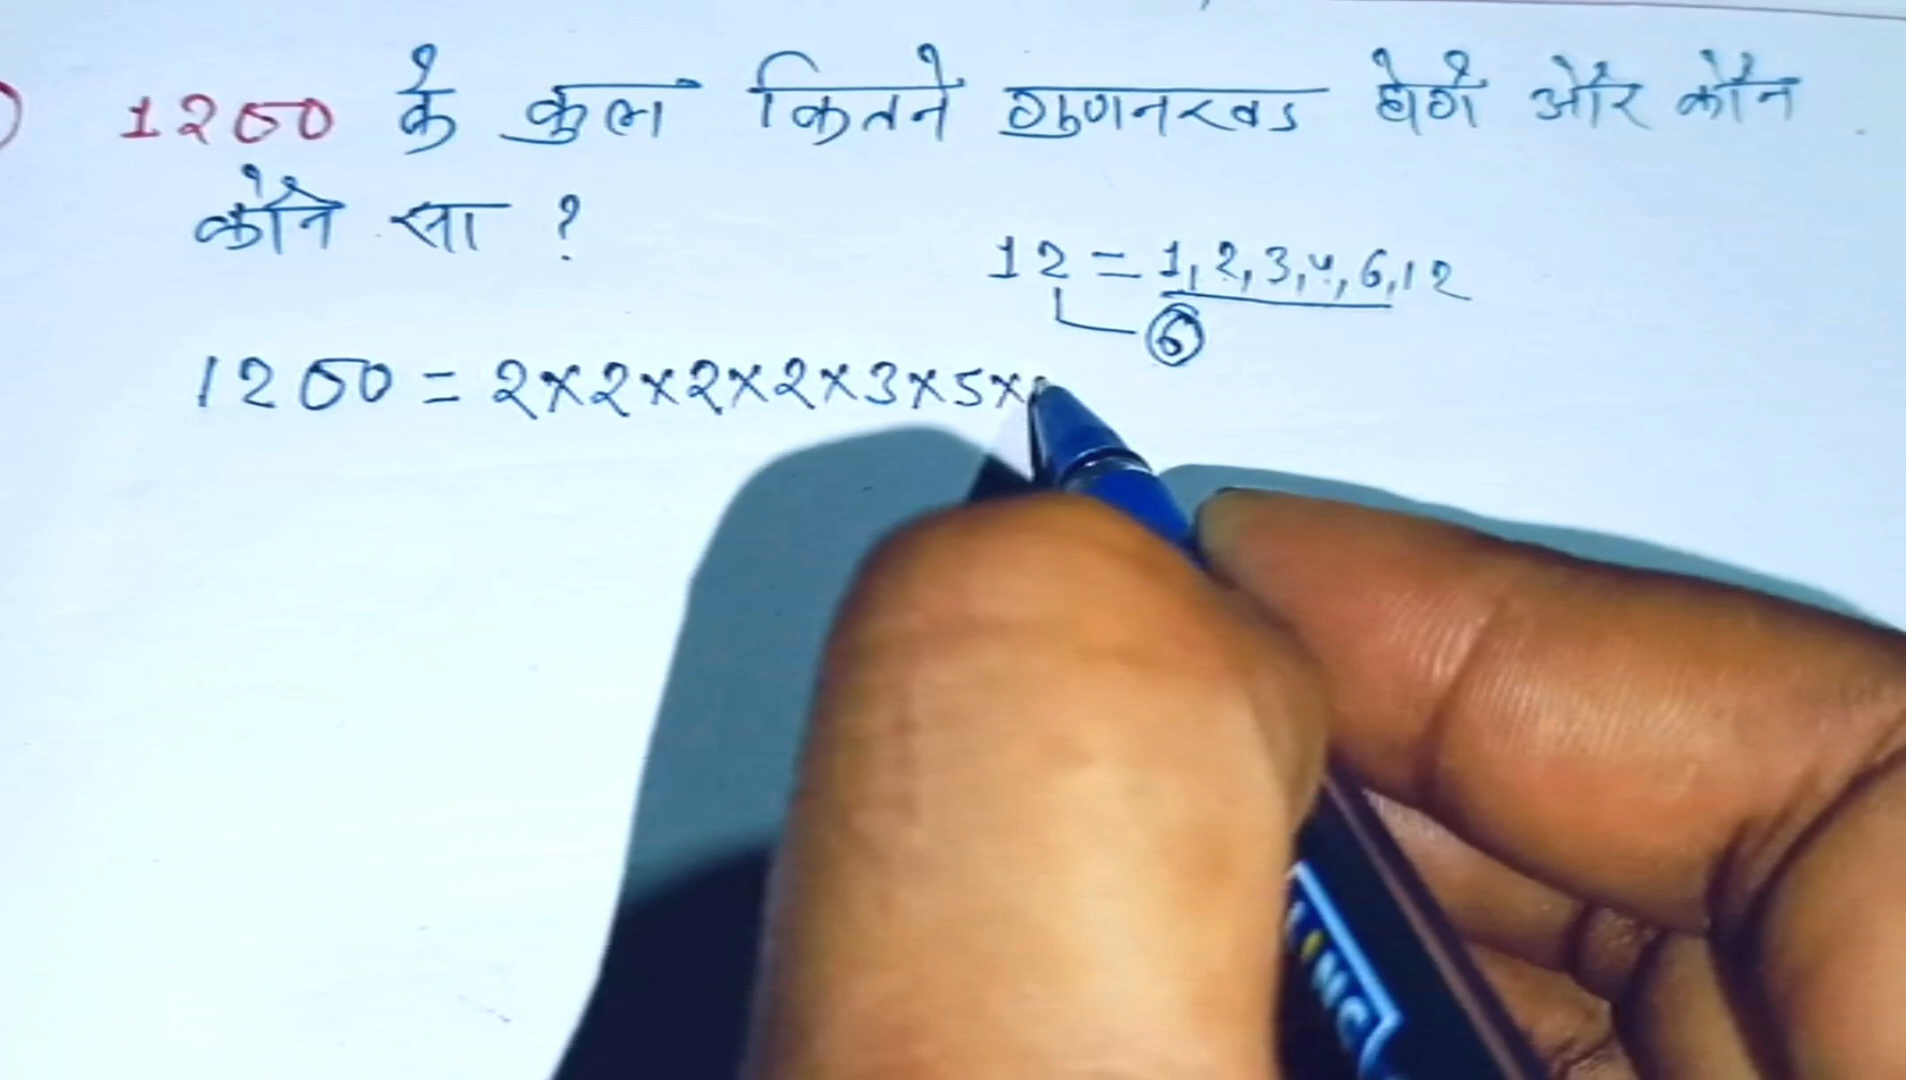 1200 के कुल कितने गुणनखंड होगें और कौन
कौन सा ?
12 = 1, 2, 3, 4, 6, 12
6
1200 = 2×2×2×2×3×5×